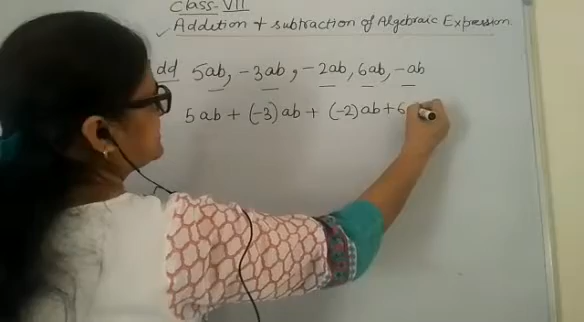 Class-VII
Addition + subtraction of Algebraic Expression.
dd 5ab, -3ab, -2ab, 6ab, -ab
5ab + (-3)ab + (-2)ab + 6